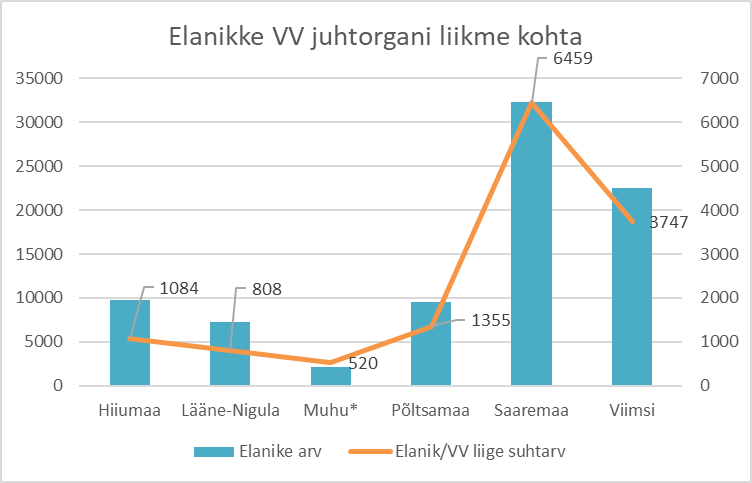 Elanikke VV juhtorgani liikme kohta
35000
30000
25000
20000
15000
10000
5000
0
7000
6000
5000
4000
3000
2000
1000
0
1084
808
520
1355
6459
3747
Hiiumaa
Lääne-Nigula
Muhu*
Põltsamaa
Saaremaa
Viimsi
Elanike arv
Elanik/VV liige suhtarv